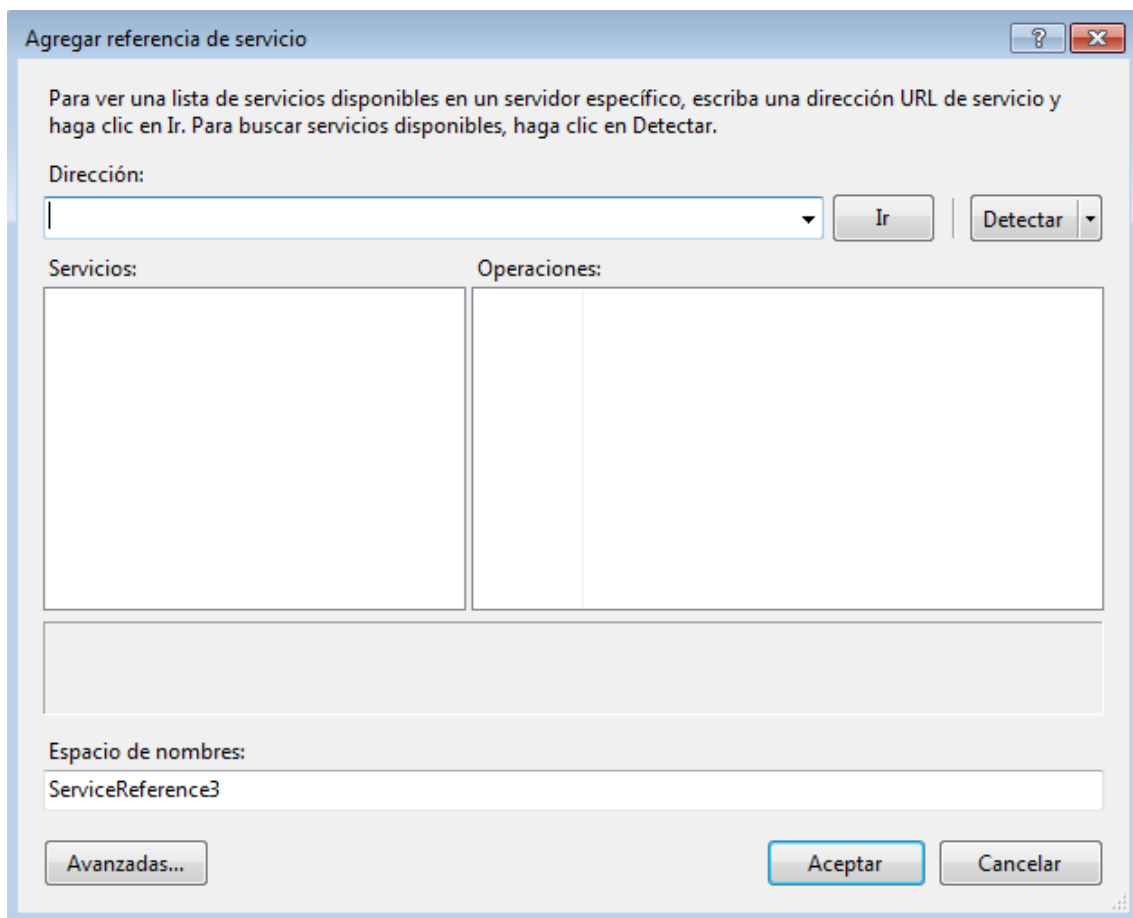 Agregar referencia de servicio
Para ver una lista de servicios disponibles en un servidor específico, escriba una dirección URL de servicio y
haga clic en Ir. Para buscar servicios disponibles, haga clic en Detectar.
Dirección:
Ir
Detectar
Servicios:
Operaciones:
Espacio de nombres:
ServiceReference3
Avanzadas...
Aceptar
Cancelar